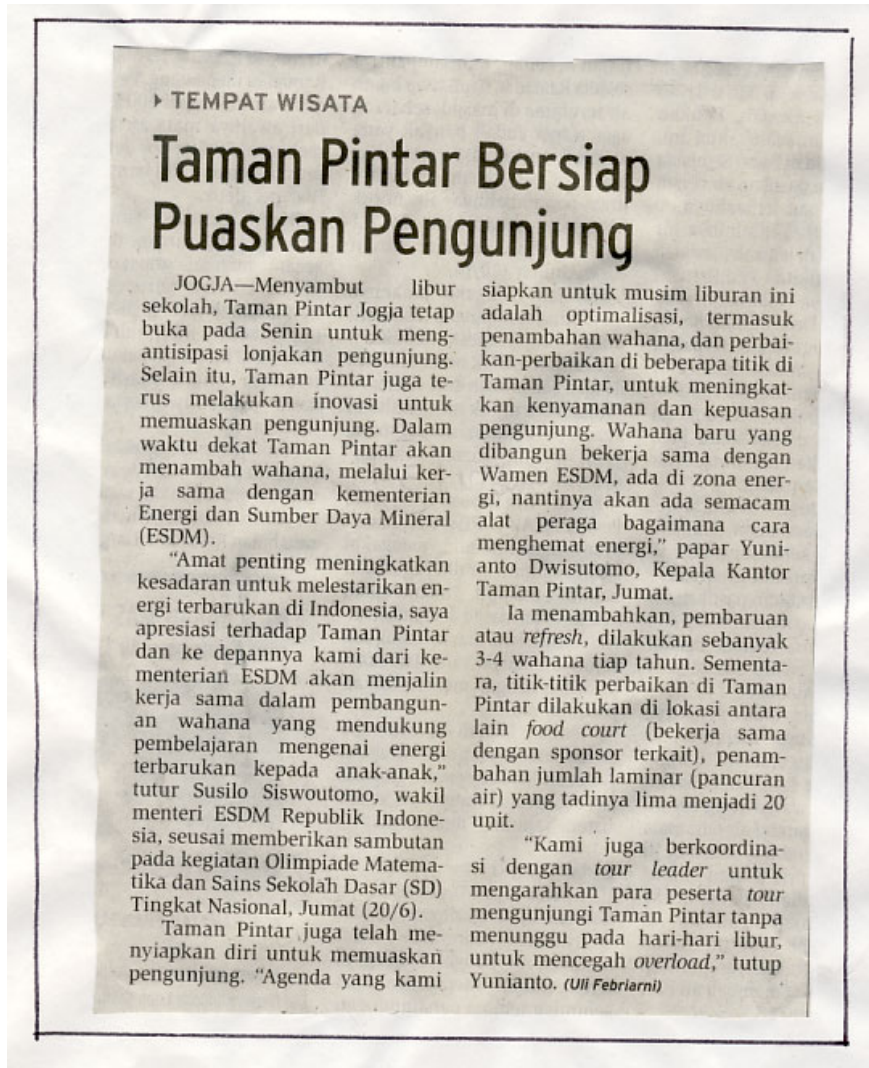 ▸ TEMPAT WISATA
Taman Pintar Bersiap
Puaskan Pengunjung
JOGJA—Menyambut libur
sekolah, Taman Pintar Jogja tetap
buka pada Senin untuk meng-
antisipasi lonjakan pengunjung.
Selain itu, Taman Pintar juga te-
rus melakukan inovasi untuk
memuaskan pengunjung. Dalam
waktu dekat Taman Pintar akan
menambah wahana, melalui ker-
ja sama dengan kementerian
Energi dan Sumber Daya Mineral
(ESDM).
“Amat penting meningkatkan
kesadaran untuk melestarikan en-
ergi terbarukan di Indonesia, saya
apresiasi terhadap Taman Pintar
dan ke depannya kami dari ke-
menterian ESDM akan menjalin
kerja sama dalam pembangun-
an wahana yang mendukung
pembelajaran mengenai energi
terbarukan kepada anak-anak,”
tutur Susilo Siswoutomo, wakil
menteri ESDM Republik Indone-
sia, seusai memberikan sambutan
pada kegiatan Olimpiade Matema-
tika dan Sains Sekolah Dasar (SD)
Tingkat Nasional, Jumat (20/6).
Taman Pintar juga telah me-
nyiapkan diri untuk memuaskan
pengunjung. “Agenda yang kami
siapkan untuk musim liburan ini
adalah optimalisasi, termasuk
penambahan wahana, dan perbai-
kan-perbaikan di beberapa titik di
Taman Pintar, untuk meningkat-
kan kenyamanan dan kepuasan
pengunjung. Wahana baru yang
dibangun bekerja sama dengan
Wamen ESDM, ada di zona ener-
gi, nantinya akan ada semacam
alat peraga bagaimana cara
menghemat energi,” papar Yuni-
anto Dwisutomo, Kepala Kantor
Taman Pintar, Jumat.
Ia menambahkan, pembaruan
atau refresh, dilakukan sebanyak
3-4 wahana tiap tahun. Sementa-
ra, titik-titik perbaikan di Taman
Pintar dilakukan di lokasi antara
lain food court (bekerja sama
dengan sponsor terkait), penam-
bahan jumlah laminar (pancuran
air) yang tadinya lima menjadi 20
unit.
“Kami juga berkoordina-
si dengan tour leader untuk
mengarahkan para peserta tour
mengunjungi Taman Pintar tanpa
menunggu pada hari-hari libur,
untuk mencegah overload,” tutup
Yunianto. (Uli Febriarni)